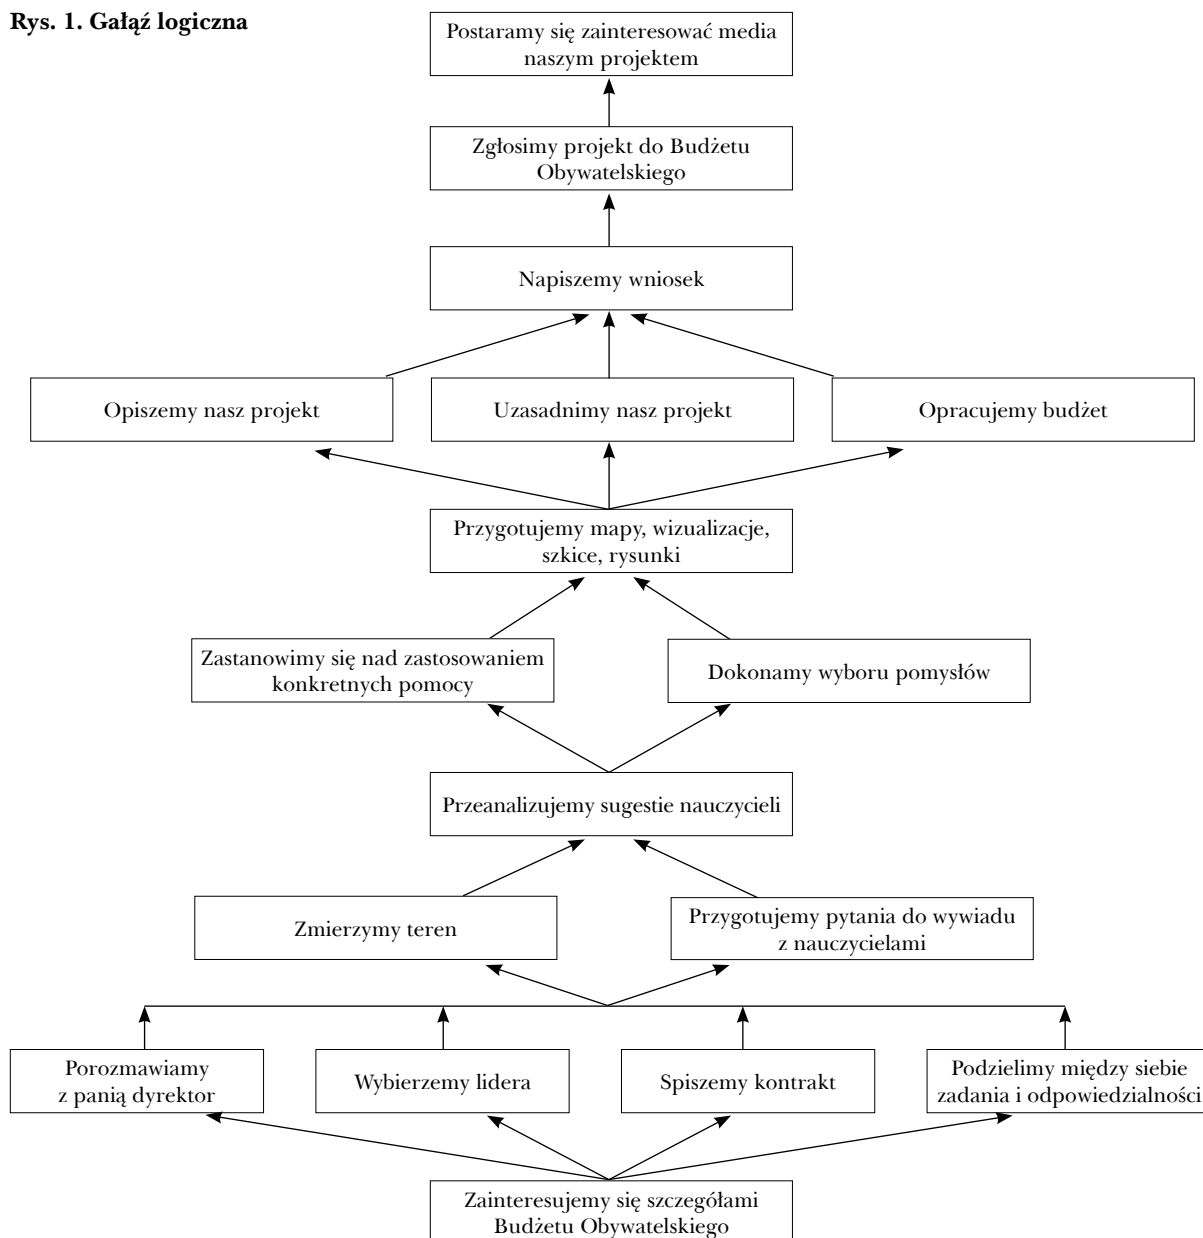 Rys. 1. Gałąź logiczna
Postaramy się zainteresować media
naszym projektem
Zgłosimy projekt do Budżetu
Obywatelskiego
Napiszemy wniosek
Opiszemy nasz projekt
Uzasadnimy nasz projekt
Opracujemy budżet
Przygotujemy mapy, wizualizacje,
szkice, rysunki
Zastanowimy się nad zastosowaniem
konkretnych pomocy
Dokonamy wyboru pomysłów
Przeanalizujemy sugestie nauczycieli
Zmierzymy teren
Przygotujemy pytania do wywiadu
z nauczycielami
Porozmawiamy
z panią dyrektor
Wybierzemy lidera
Spiszemy kontrakt
Podzielimy między siebie
zadania i odpowiedzialności
Zainteresujemy się szczegółami
Budżetu Obywatelskiego